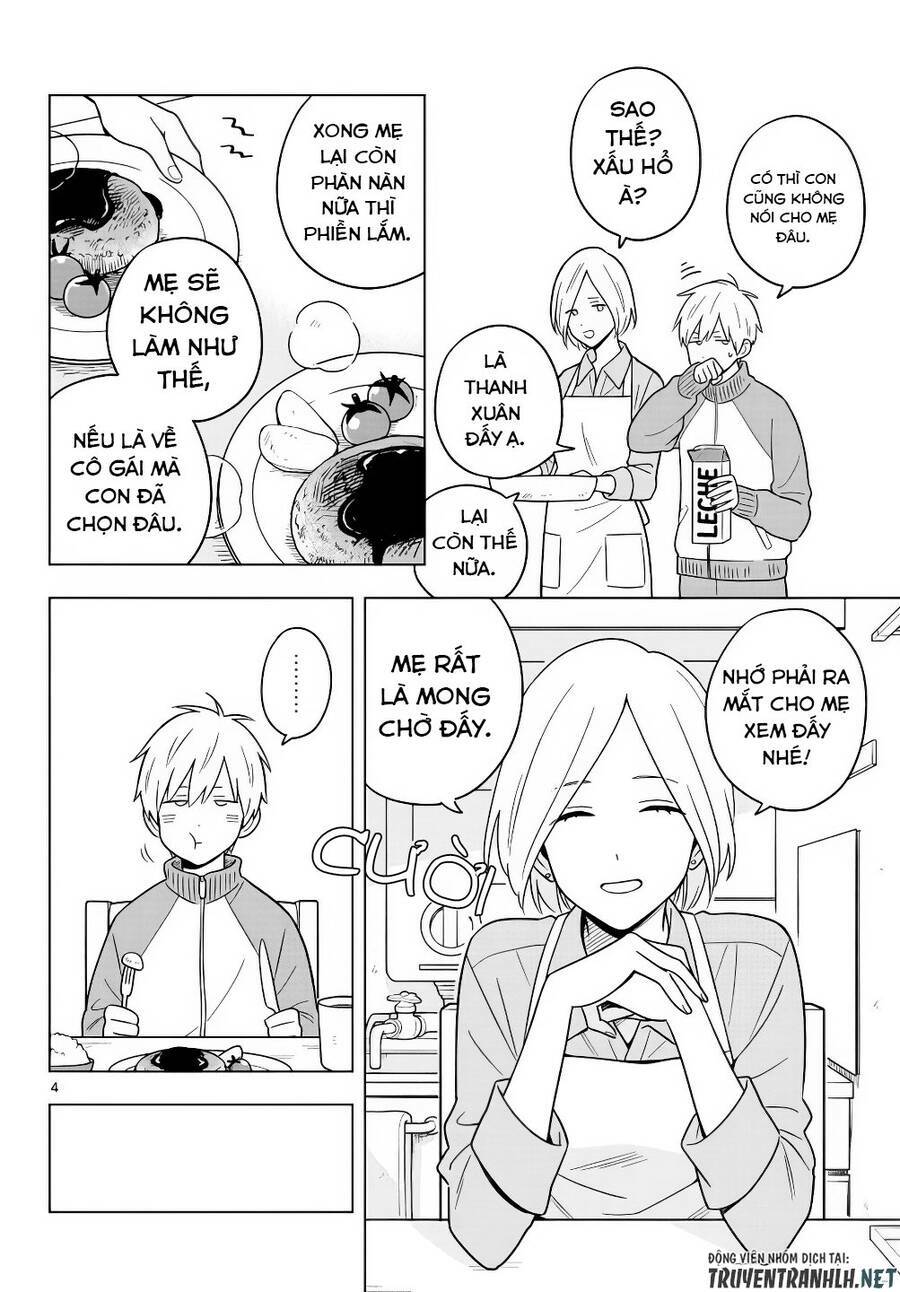 CÓ THÌ CON
CŨNG KHÔNG
NÓI CHO MẸ
ĐÂU.
SAO
THẾ?
XẤU HỔ
À?
LÀ
THANH
XUÂN
ĐẤY Ạ.
LẠI
CÒN THẾ
NỮA.
LECHE
XONG MẸ
LẠI CÒN
PHÀN NÀN
NỮA THÌ
PHIỀN LẮM.
MẸ SẼ
KHÔNG
LÀM NHƯ
THẾ,
NẾU LÀ VỀ
CÔ GÁI MÀ
CON ĐÃ
CHỌN ĐÂU.
NHỚ PHẢI RA
MẮT CHO MẸ
XEM ĐẤY
NHÉ!
MẸ RẤT
LÀ MONG
CHỜ ĐẤY.
CƯỜI
.........
4
ĐỘNG VIÊN NHÓM DỊCH TẠI:
TRUYENTRANHLH.NET